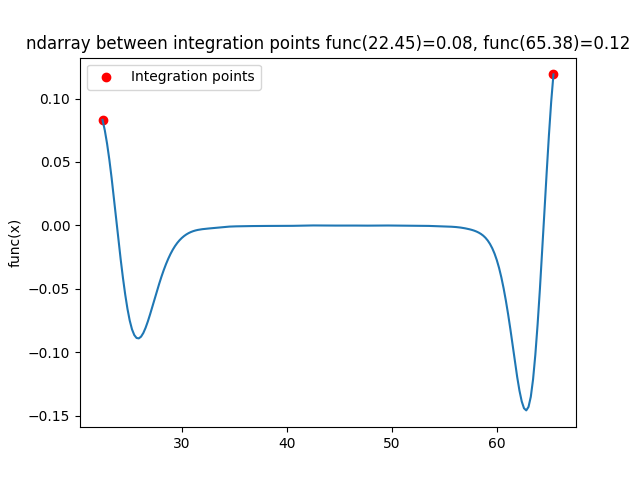 ndarray between integration points func(22.45)=0.08, func(65.38)=0.12
Integration points
func(x)
0.10
0.05
0.00
−0.05
−0.10
−0.15
30 40 50 60